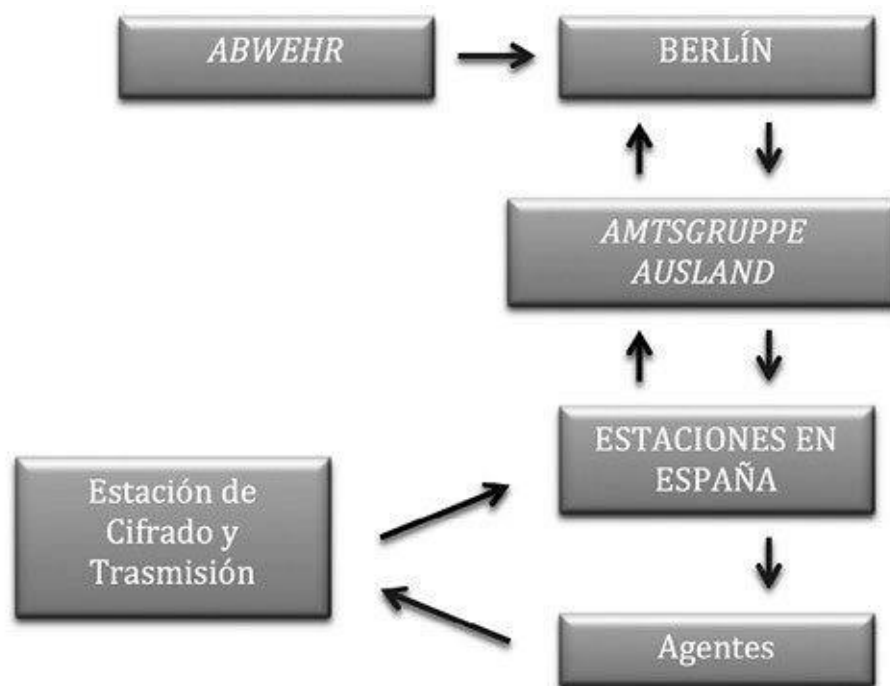 ABWEHR
BERLÍN
AMTSGRUPPE
AUSLAND
ESTACIONES EN
ESPAÑA
Estación de
Cifrado y
Trasmisión
Agentes